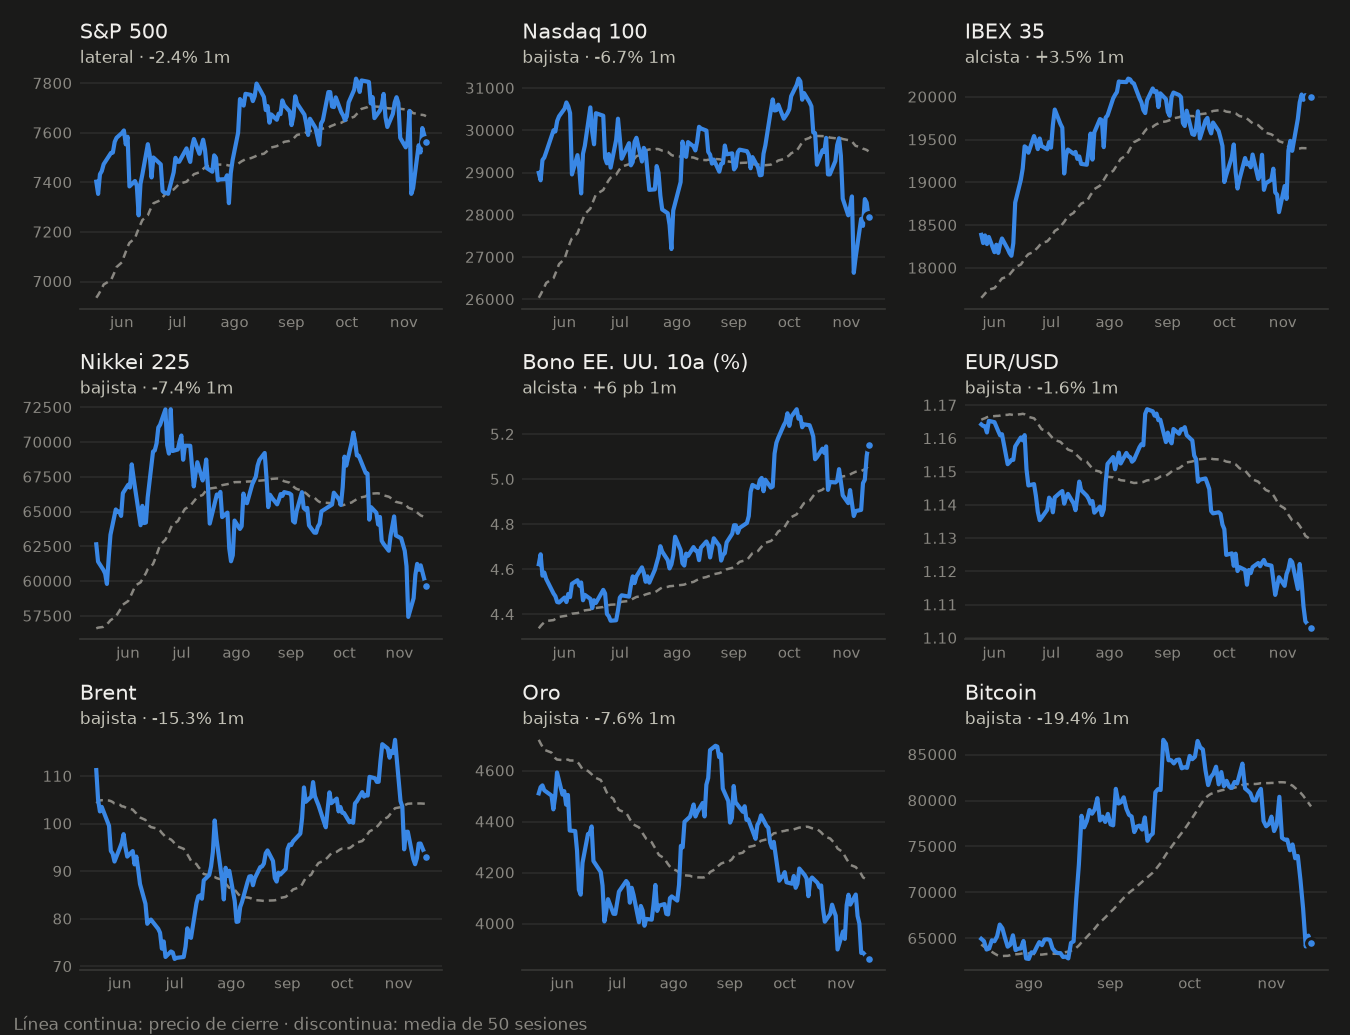 S&P 500
lateral · -2.4% 1m
7800
7600
7400
7200
7000
jun jul ago sep oct nov
Nasdaq 100
bajista · -6.7% 1m
31000
30000
29000
28000
27000
26000
jun jul ago sep oct nov
IBEX 35
alcista · +3.5% 1m
20000
19500
19000
18500
18000
jun jul ago sep oct nov
Nikkei 225
bajista · -7.4% 1m
72500
70000
67500
65000
62500
60000
57500
jun jul ago sep oct nov
Bono EE. UU. 10a (%)
alcista · +6 pb 1m
5.2
5.0
4.8
4.6
4.4
jun jul ago sep oct nov
EUR/USD
bajista · -1.6% 1m
1.17
1.16
1.15
1.14
1.13
1.12
1.11
1.10
jun jul ago sep oct nov
Brent
bajista · -15.3% 1m
110
100
90
80
70
jun jul ago sep oct nov
Oro
bajista · -7.6% 1m
4600
4400
4200
4000
jun jul ago sep oct nov
Bitcoin
bajista · -19.4% 1m
85000
80000
75000
70000
65000
ago sep oct nov
Línea continua: precio de cierre · discontinua: media de 50 sesiones